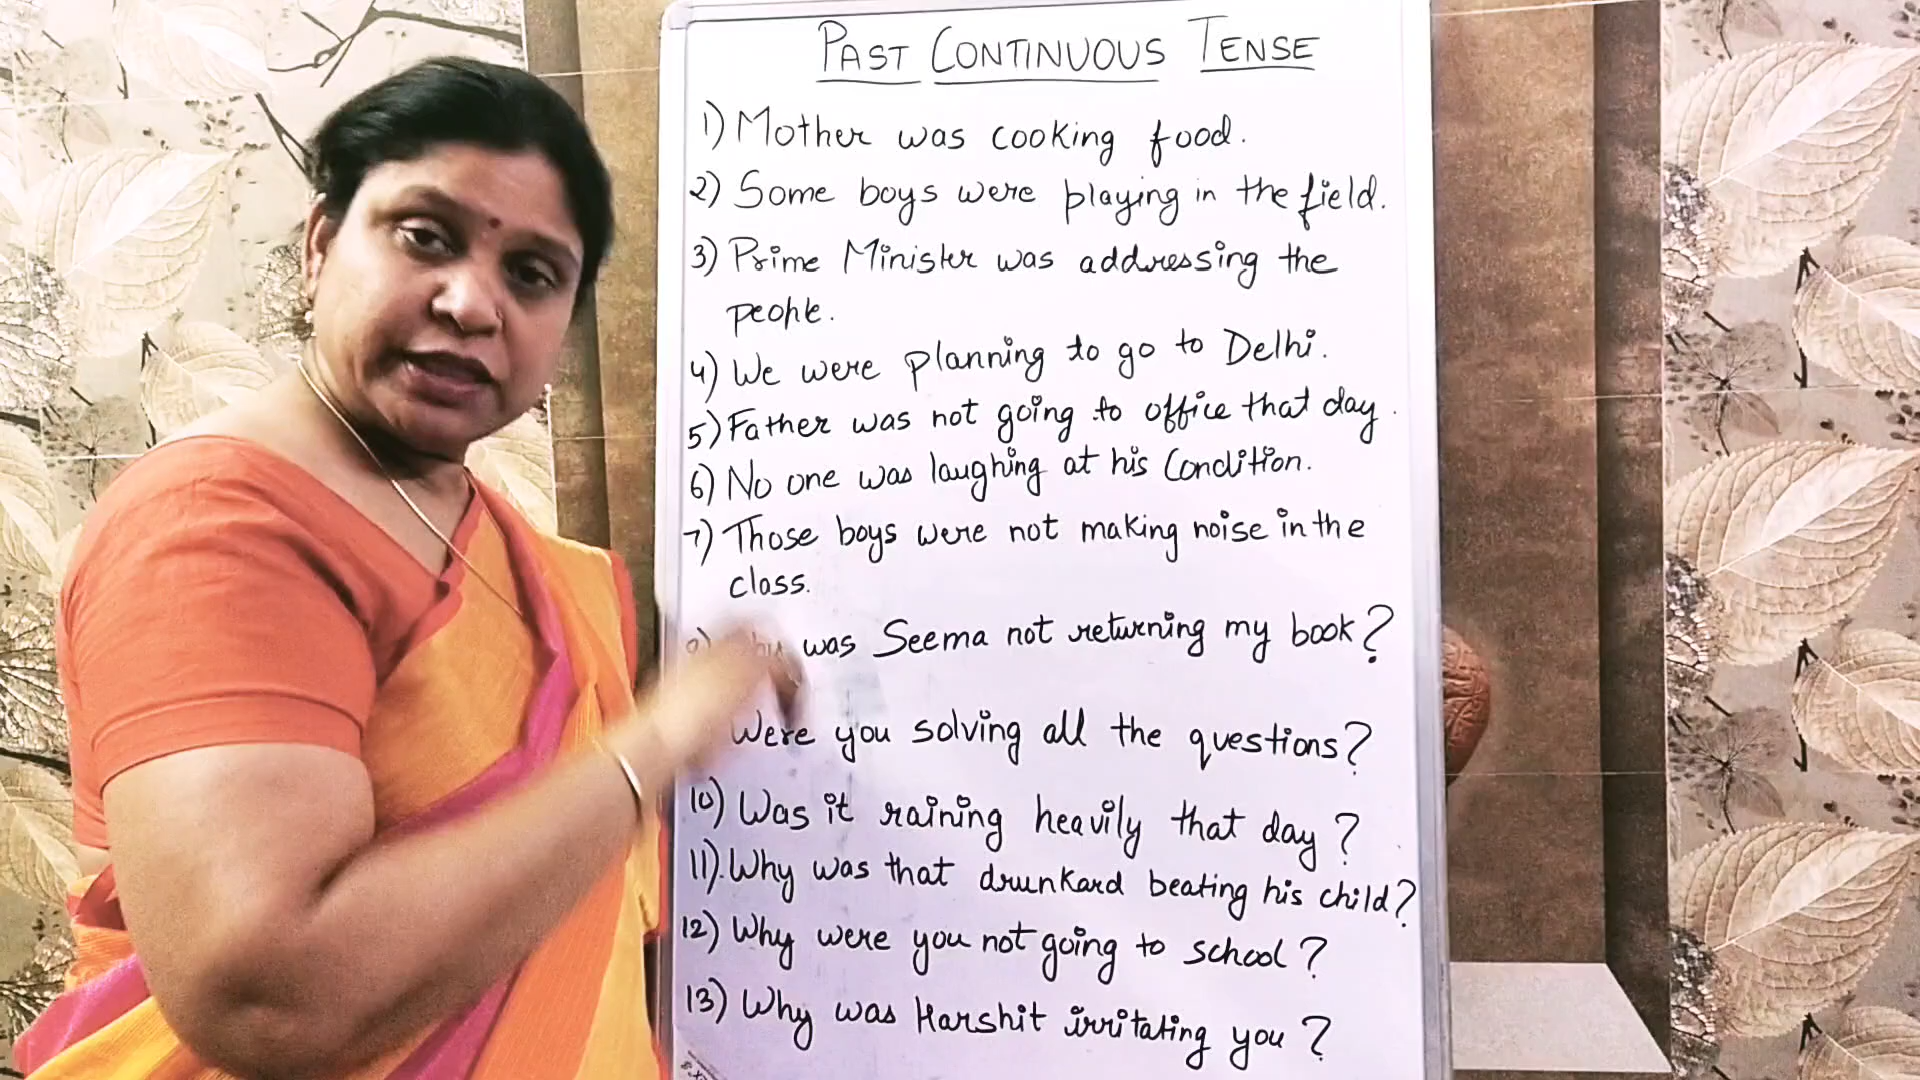 PAST CONTINUOUS TENSE
1) Mother was cooking food.
2) Some boys were playing in the field.
3) Prime Minister was addressing the
people.
4) We were planning to go to Delhi.
5) Father was not going to office that day.
6) No one was laughing at his Condition.
7) Those boys were not making noise in the
class.
was Seema not returning my book?
Were you solving all the questions?
10) Was it raining heavily that day?
11). Why was that drunkard beating his child?
12) Why were you not going to school?
13) Why was Harshit irritating you?